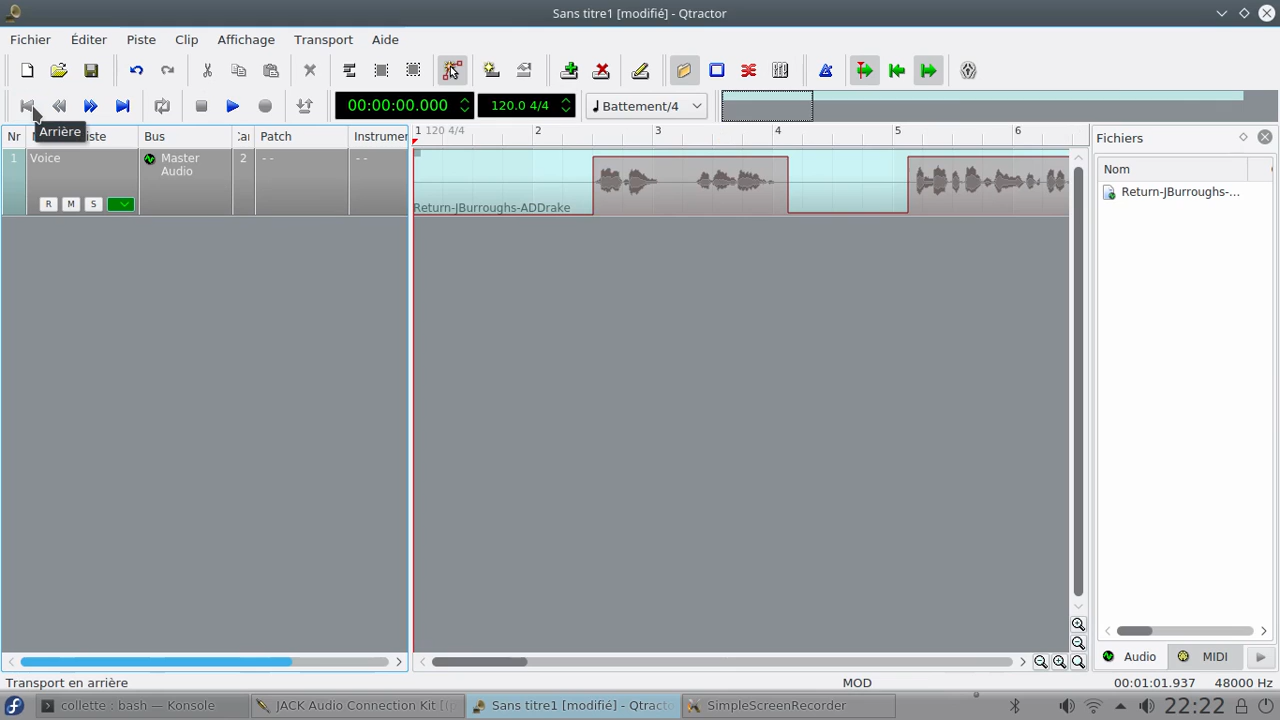 Sans titre1 [modifié] - Qtractor
Fichier Éditer Piste Clip Affichage Transport Aide
00:00:00.000 120.0 4/4 Battement/4
Arrière
Nr iste Bus Patch Instrumen
1 120 4/4 2 3 4 5 6
Fichiers
Nom
Return-JBurroughs-...
1 Voice Master Audio 2 -- --
R M S
Return-JBurroughs-ADDrake
Audio MIDI
Transport en arrière MOD 00:01:01.937 48000 Hz
collette : bash — Konsole JACK Audio Connection Kit [( Sans titre1 [modifié] - Qtracto SimpleScreenRecorder 22:22